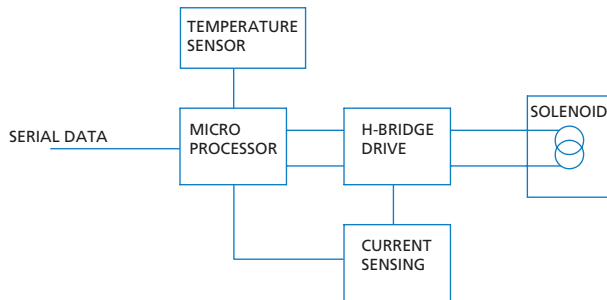 TEMPERATURE
SENSOR
SERIAL DATA
MICRO
PROCESSOR
H-BRIDGE
DRIVE
SOLENOID
CURRENT
SENSING